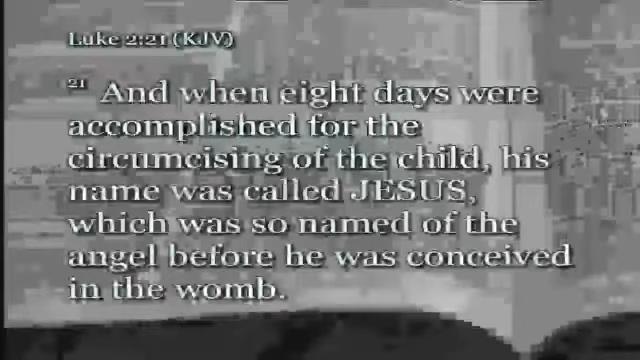 Luke 2:21 (KJV)
21 And when eight days were
accomplished for the
circumcising of the child, his
name was called JESUS,
which was so named of the
angel before he was conceived
in the womb.